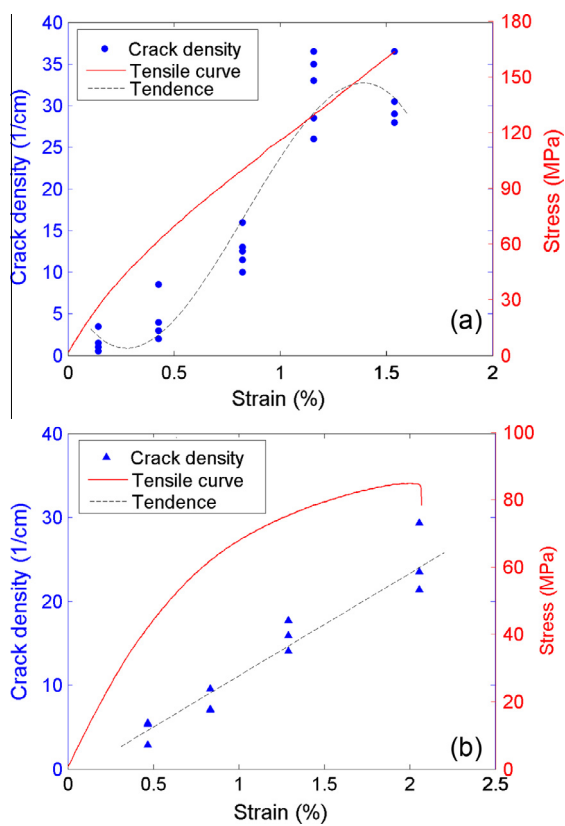 40
35
30
25
20
15
10
5
0
Crack density (1/cm)
Crack density
Tensile curve
Tendence
180
150
120
90
60
30
0
Stress (MPa)
(a)
0
0.5
1
1.5
2
Strain (%)
40
30
20
10
0
Crack density (1/cm)
Crack density
Tensile curve
Tendence
100
80
60
40
20
0
Stress (MPa)
(b)
0
0.5
1
1.5
2
2.5
Strain (%)